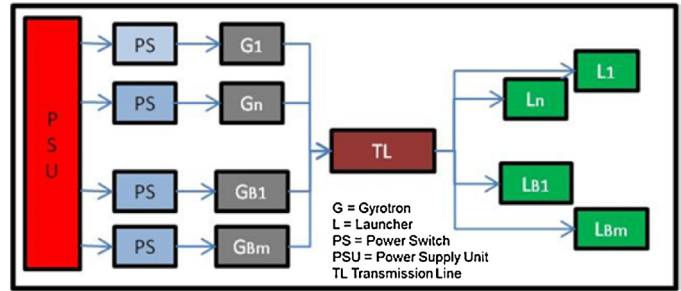 PSU
PS
G1
PS
Gn
PS
GB1
PS
GBm
TL
L1
Ln
LB1
LBm
G = Gyrotron
L = Launcher
PS = Power Switch
PSU = Power Supply Unit
TL Transmission Line